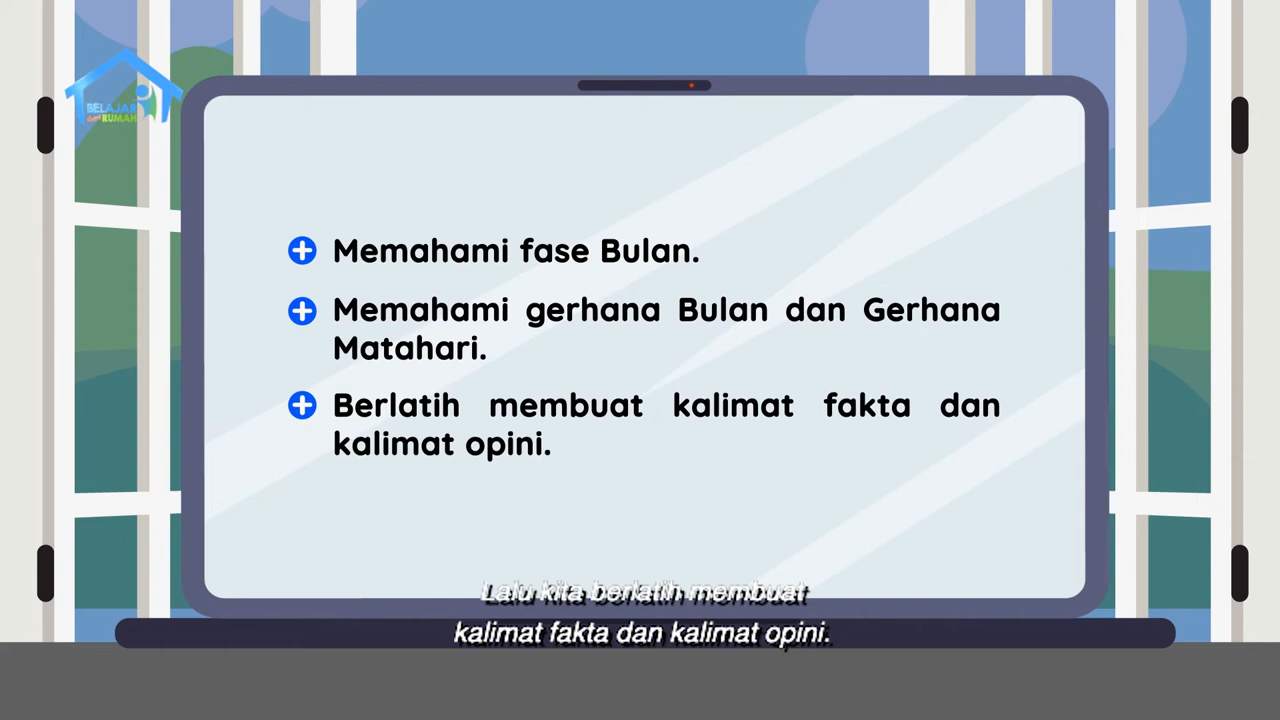 BELAJAR
RUMAH
Memahami fase Bulan.
Memahami gerhana Bulan dan Gerhana
Matahari.
Berlatih membuat kalimat fakta dan
kalimat opini.
Lalu kita berlatih membuat
kalimat fakta dan kalimat opini.